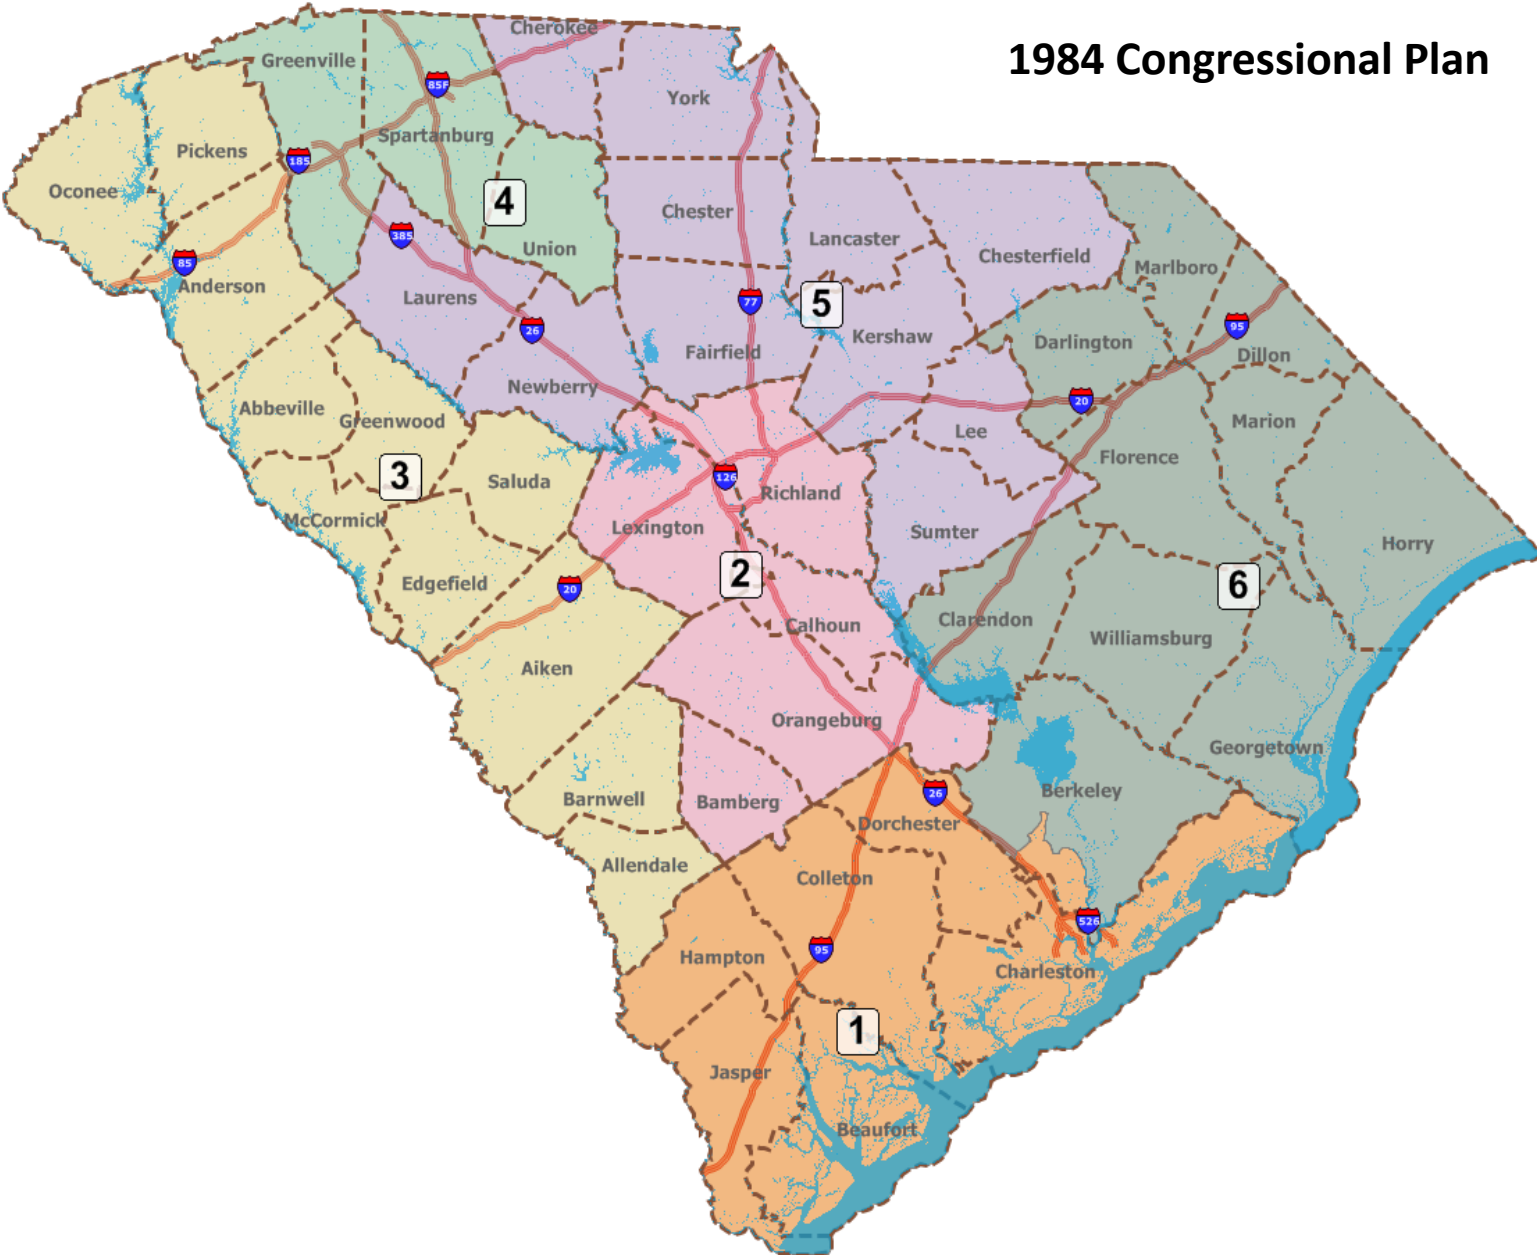 1984 Congressional Plan
Cherokee
Greenville
85F
York
Spartanburg
Pickens
185
Oconee
4
Chester
385
Lancaster
Union
Chesterfield
85
Marlboro
Anderson
Laurens
77
5
26
95
Kershaw
Darlington
Fairfield
Dillon
Newberry
20
Abbeville
Greenwood
Marion
Lee
Florence
3
126
Saluda
Richland
McCormick
Lexington
Sumter
Horry
2
Edgefield
20
6
Calhoun
Clarendon
Williamsburg
Aiken
Orangeburg
Georgetown
Berkeley
26
Barnwell
Bamberg
Dorchester
Allendale
Colleton
526
95
Hampton
Charleston
1
Jasper
Beaufort